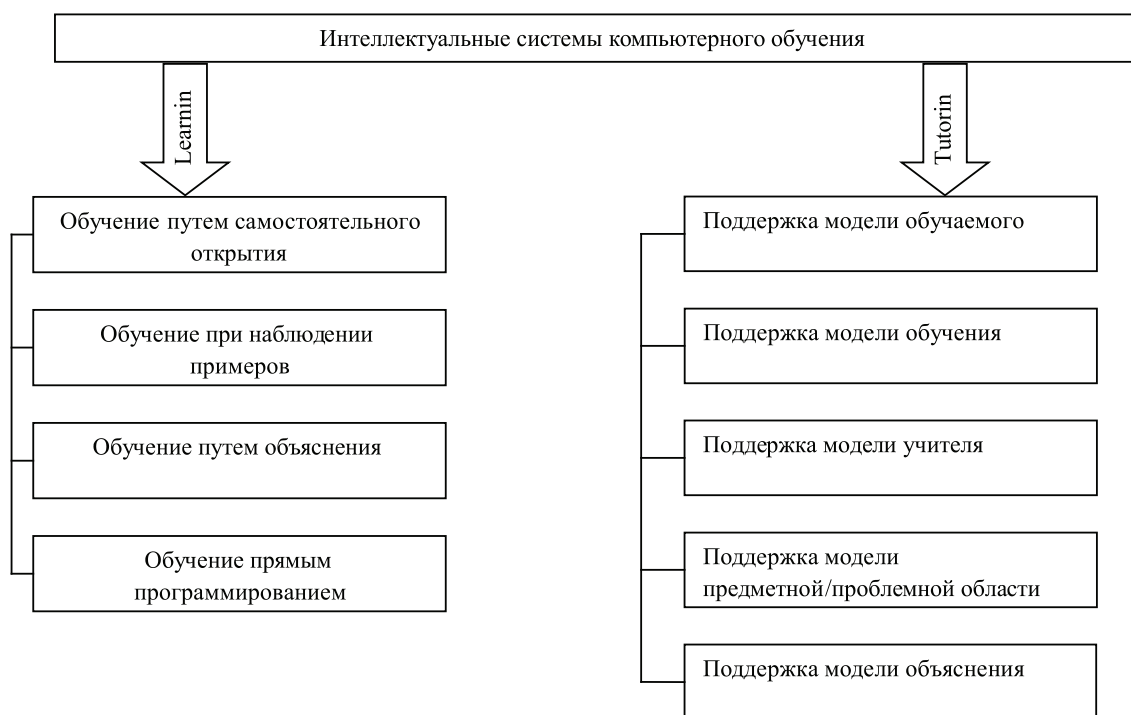 Интеллектуальные системы компьютерного обучения
Learnin
Tutorin
Обучение путем самостоятельного
открытия
Обучение при наблюдении
примеров
Обучение путем объяснения
Обучение прямым
программированием
Поддержка модели обучаемого
Поддержка модели обучения
Поддержка модели учителя
Поддержка модели
предметной/проблемной области
Поддержка модели объяснения